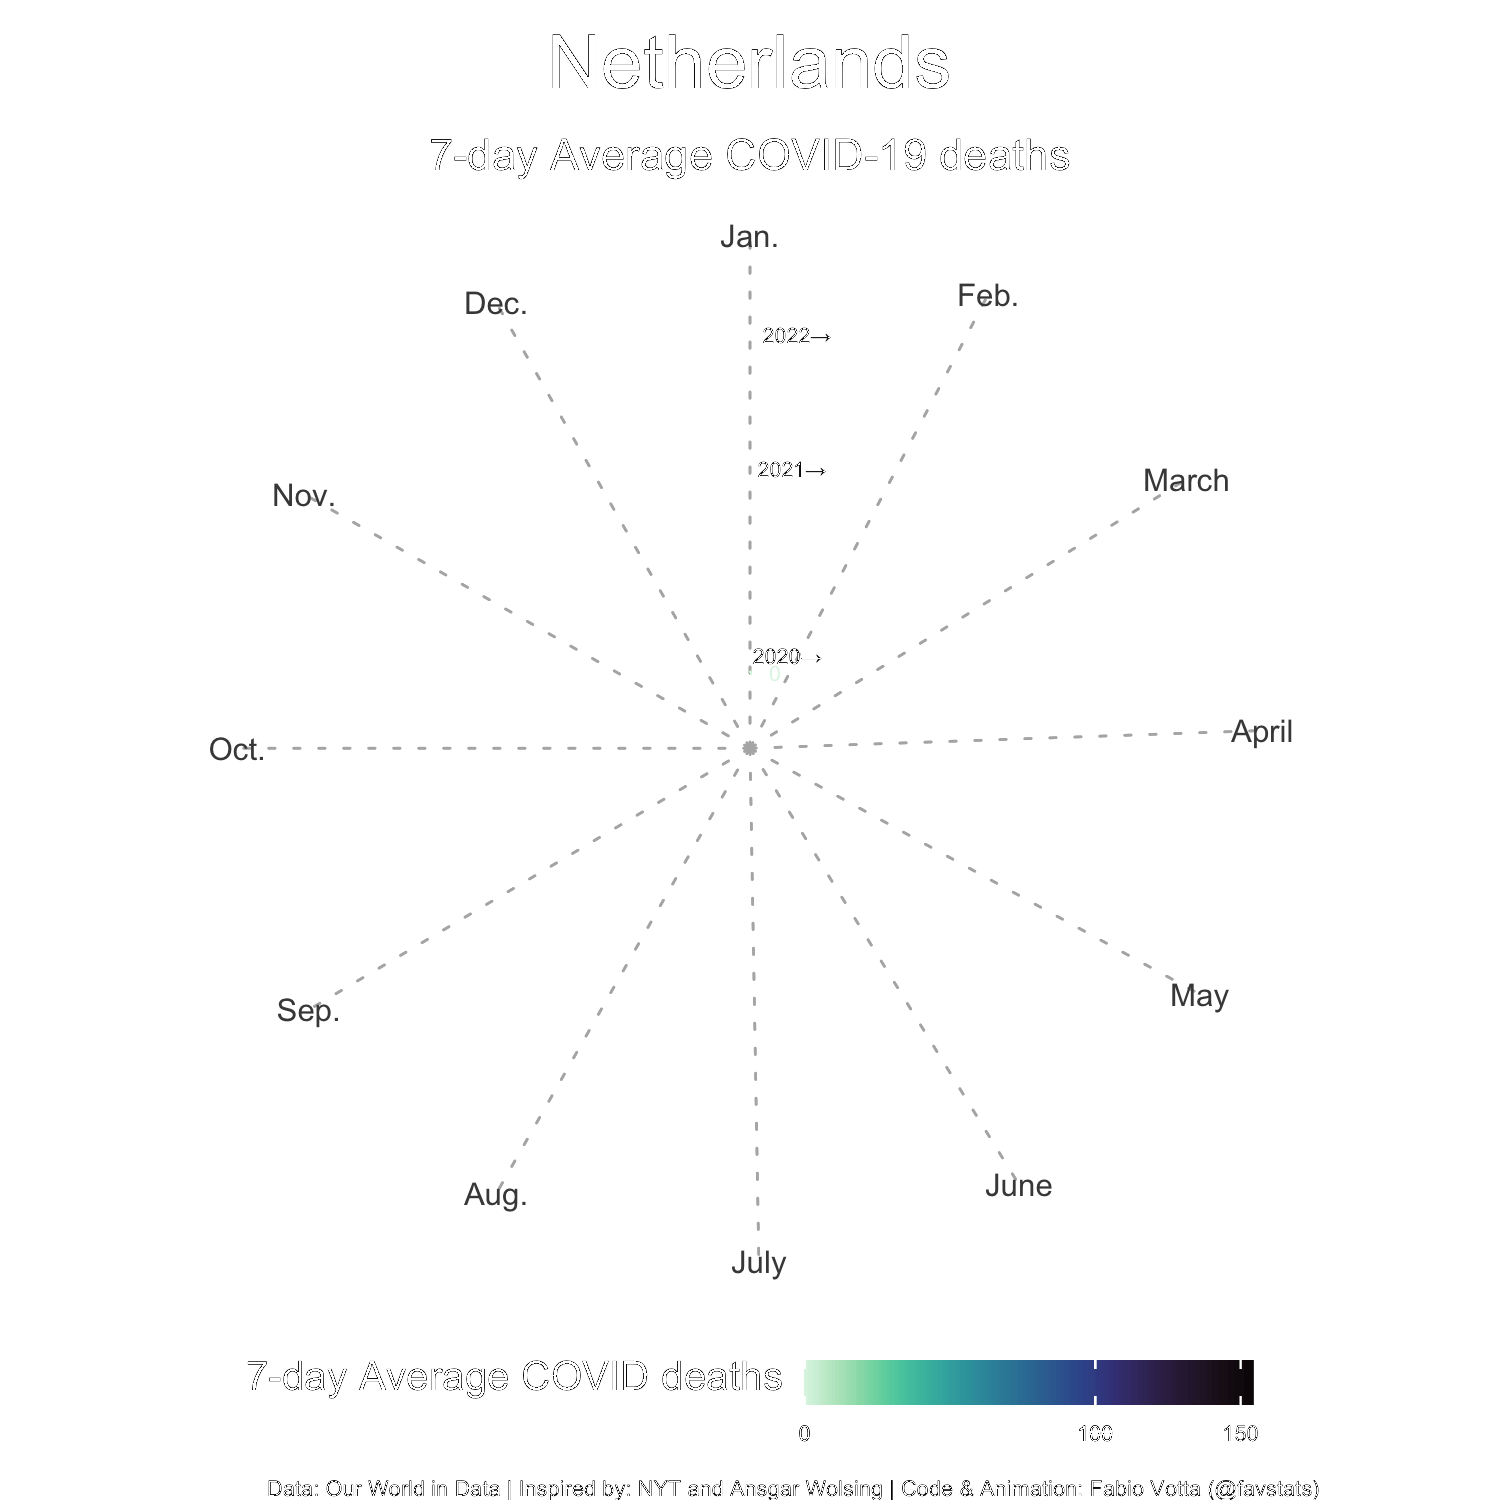 Netherlands
7-day Average COVID-19 deaths
Jan.
Dec.
Feb.
2022→
2021→
Nov.
March
2020→
0
Oct.
April
Sep.
May
Aug.
June
July
7-day Average COVID deaths
0 100 150
Data: Our World in Data | Inspired by: NYT and Ansgar Wolsing | Code & Animation: Fabio Votta (@favstats)